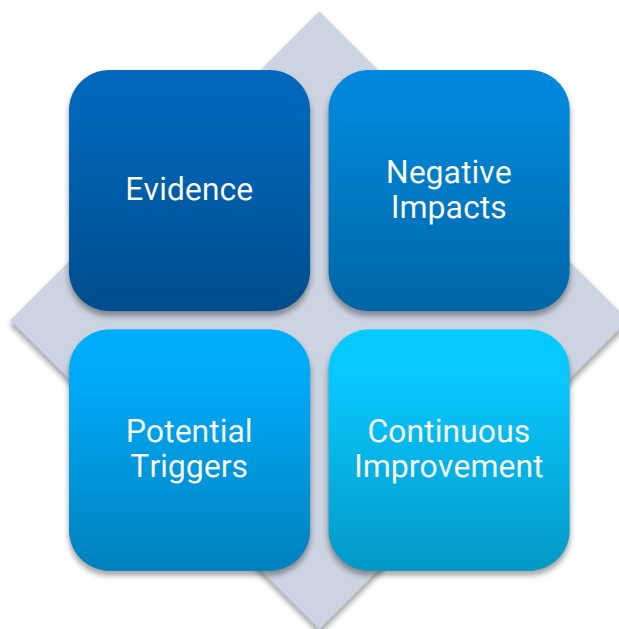 Evidence
Negative
Impacts
Potential
Triggers
Continuous
Improvement